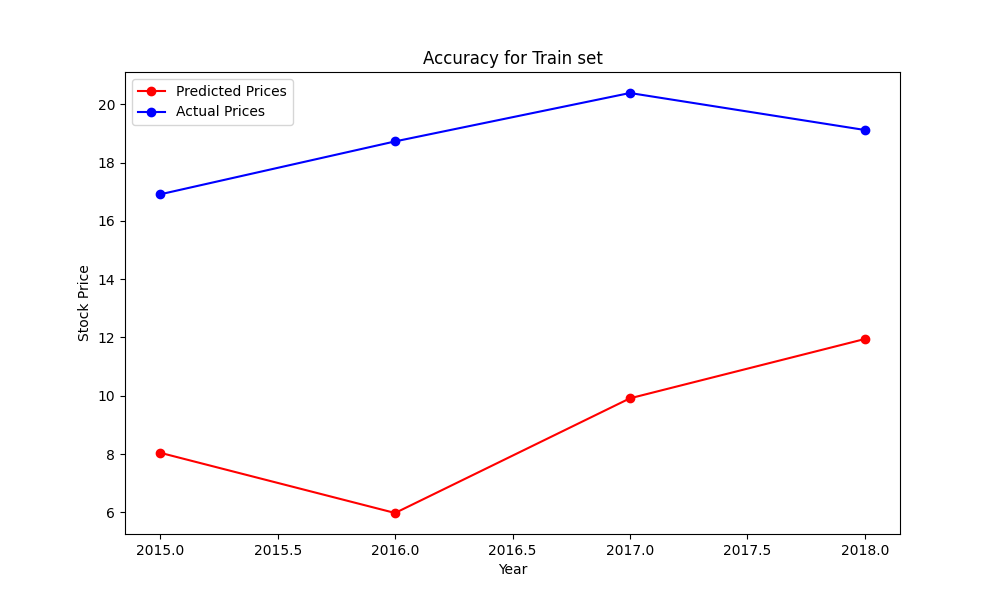 Accuracy for Train set
Predicted Prices
Actual Prices
Stock Price
20
18
16
14
12
10
8
6
2015.0 2015.5 2016.0 2016.5 2017.0 2017.5 2018.0
Year